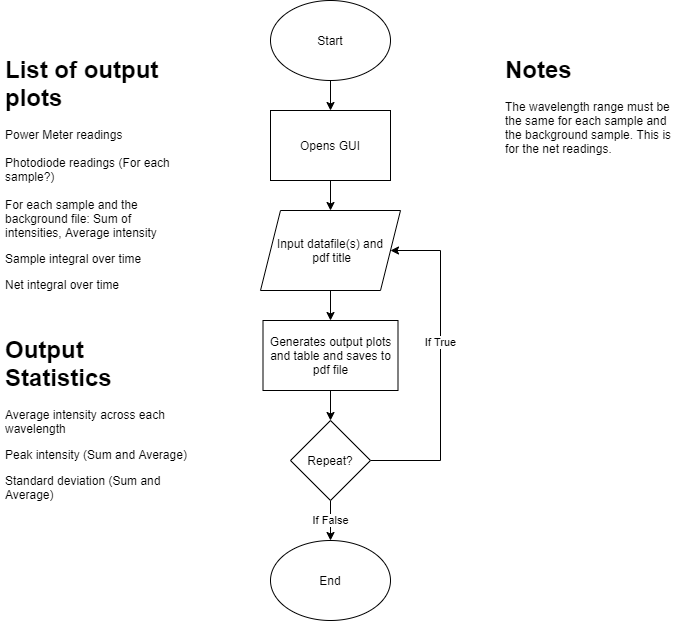 List of output
plots
Power Meter readings
Photodiode readings (For each
sample?)
For each sample and the
background file: Sum of
intensities, Average intensity
Sample integral over time
Net integral over time
Output
Statistics
Average intensity across each
wavelength
Peak intensity (Sum and Average)
Standard deviation (Sum and
Average)
Start
Opens GUI
Input datafile(s) and
pdf title
Generates output plots
and table and saves to
pdf file
If True
Repeat?
If False
End
Notes
The wavelength range must be
the same for each sample and
the background sample. This is
for the net readings.